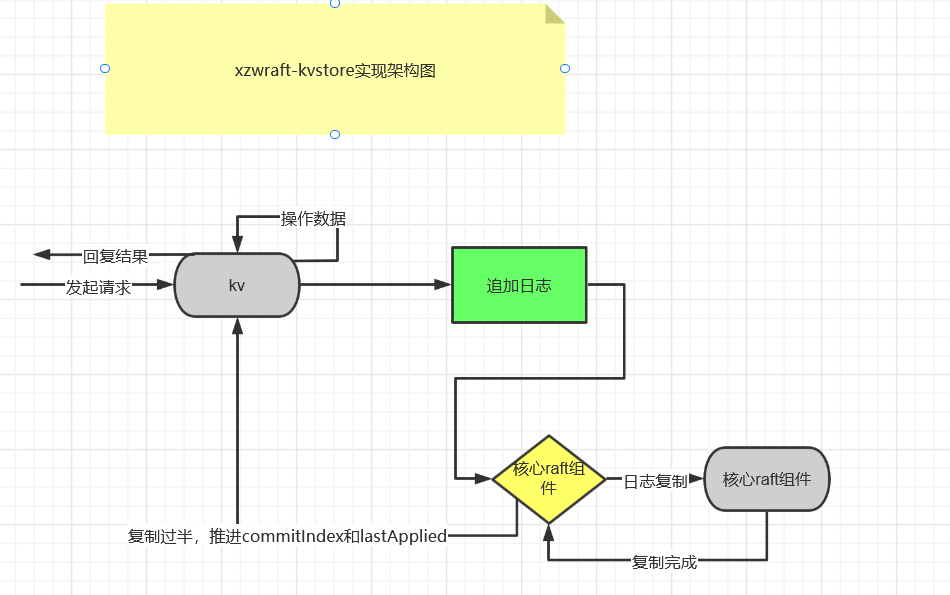 xzwraft-kvstore实现架构图
操作数据
回复结果
发起请求
kv
追加日志
核心raft组
件
日志复制
核心raft组件
复制过半，推进commitIndex和lastApplied
复制完成